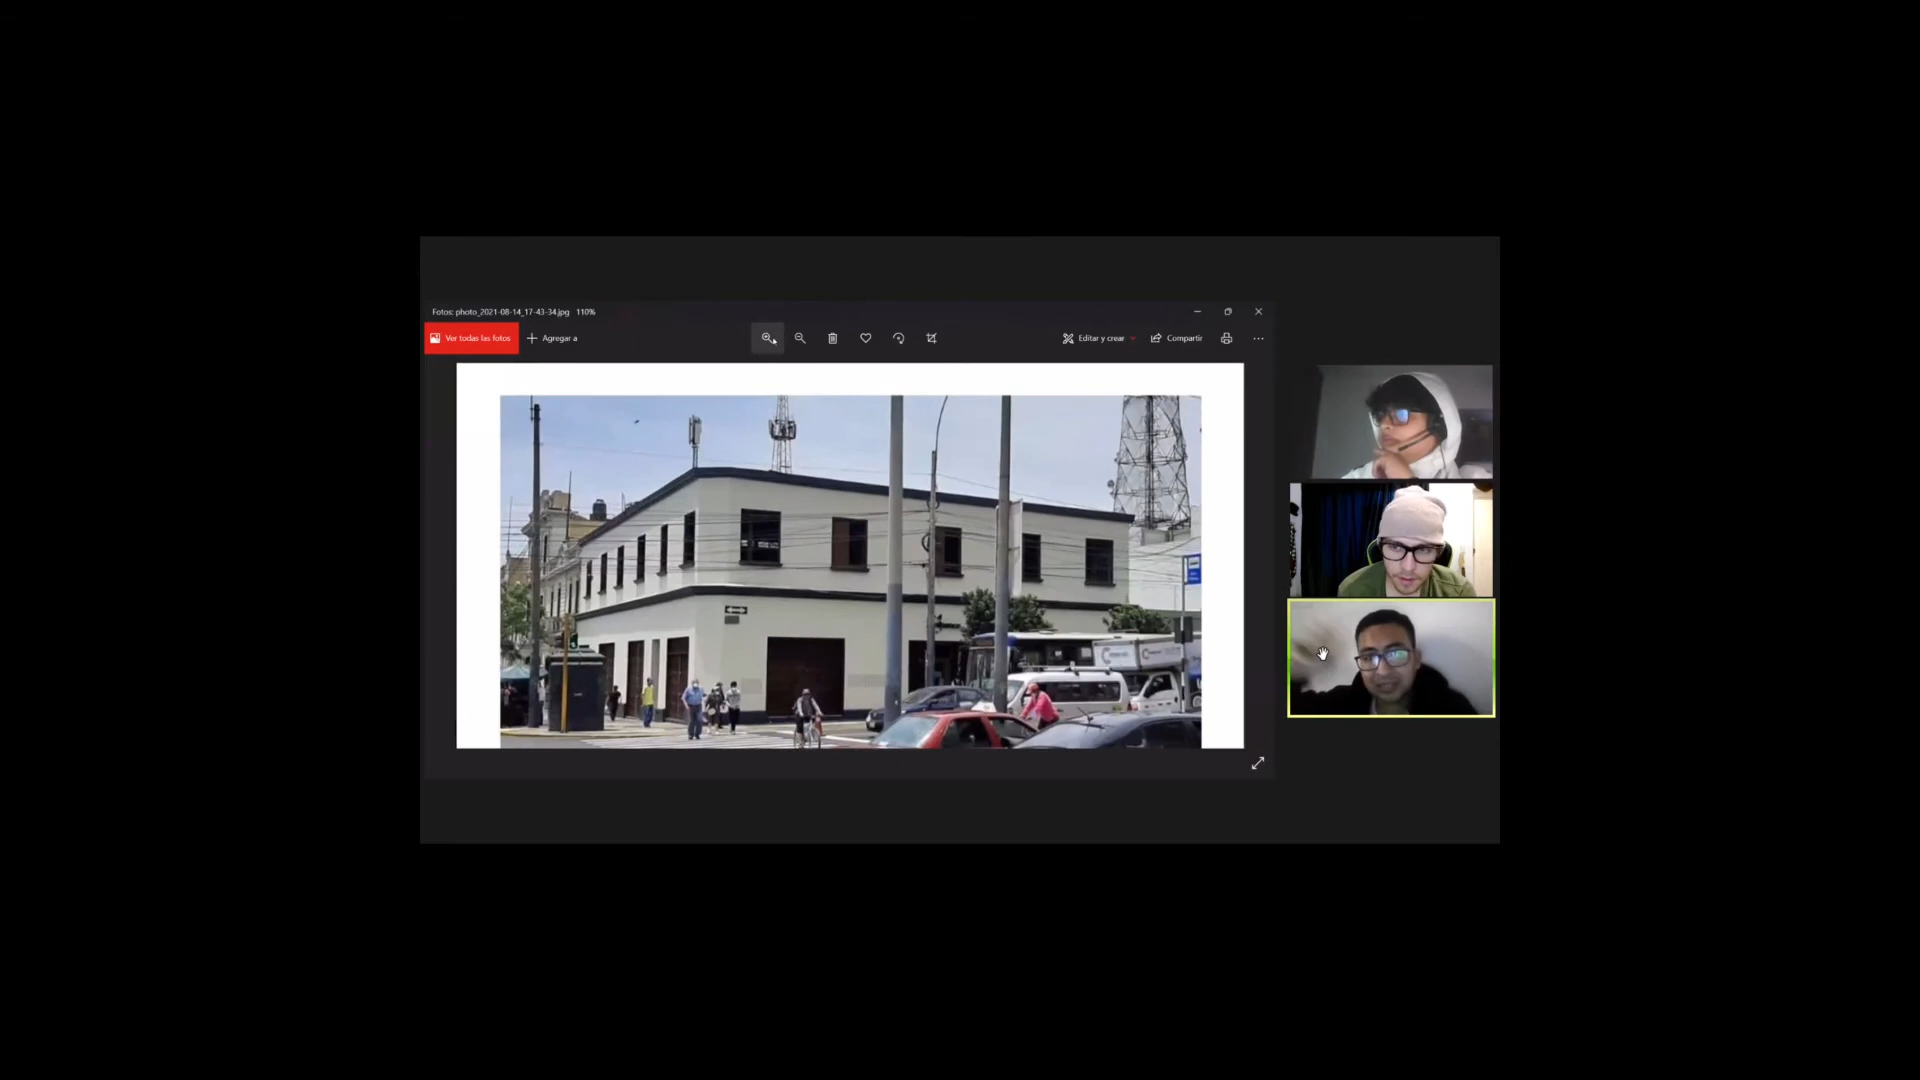 Fotos: photo_2021-08-14_17-43-34.jpg 110%
Ver todas las fotos
Agregar a
Editar y crear
Compartir